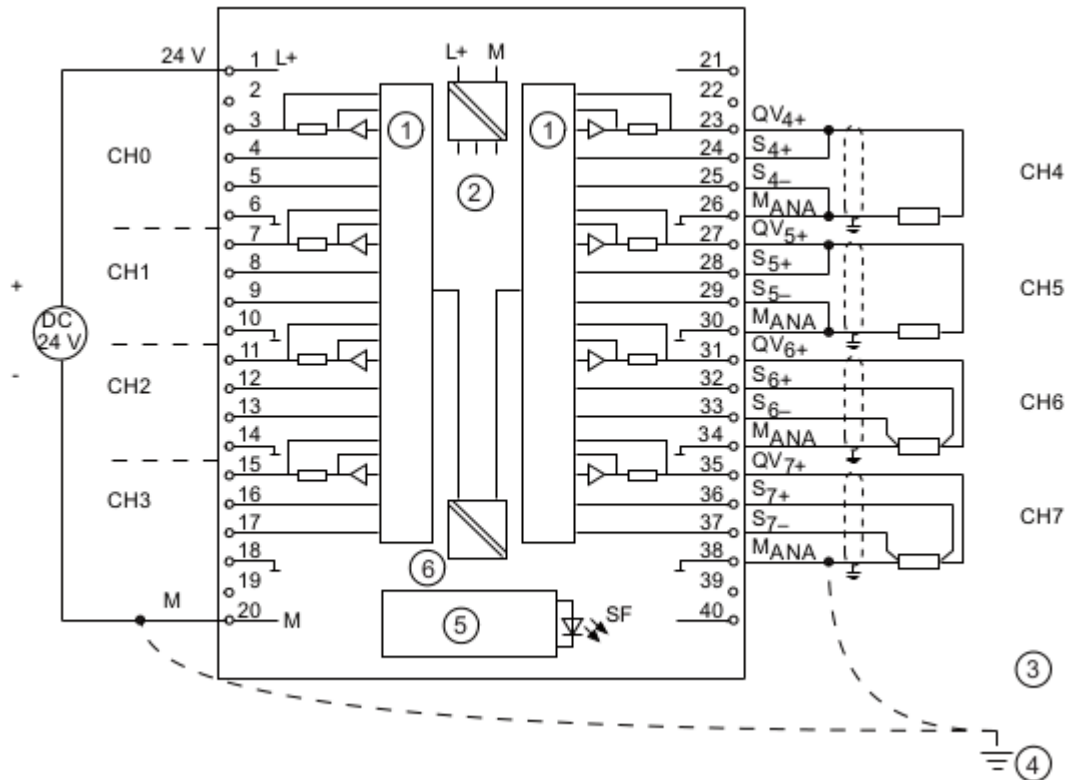 24 V 1 L+ L+ M 21
2 22
3 1 1 23 QV4+
CH0 4 24 S4+ CH4
5 2 25 S4–
6 26 MANA
7 27 QV5+
CH1 8 28 S5+ CH5
+ 9 29 S5–
10 30 MANA
DC
24 V
11 31 QV6+
- CH2 12 32 S6+ CH6
13 33 S6–
14 34 MANA
15 35 QV7+
CH3 16 36 S7+ CH7
17 37 S7–
18 6 38 MANA
19 39
M 20 M 5 SF 40
3
4